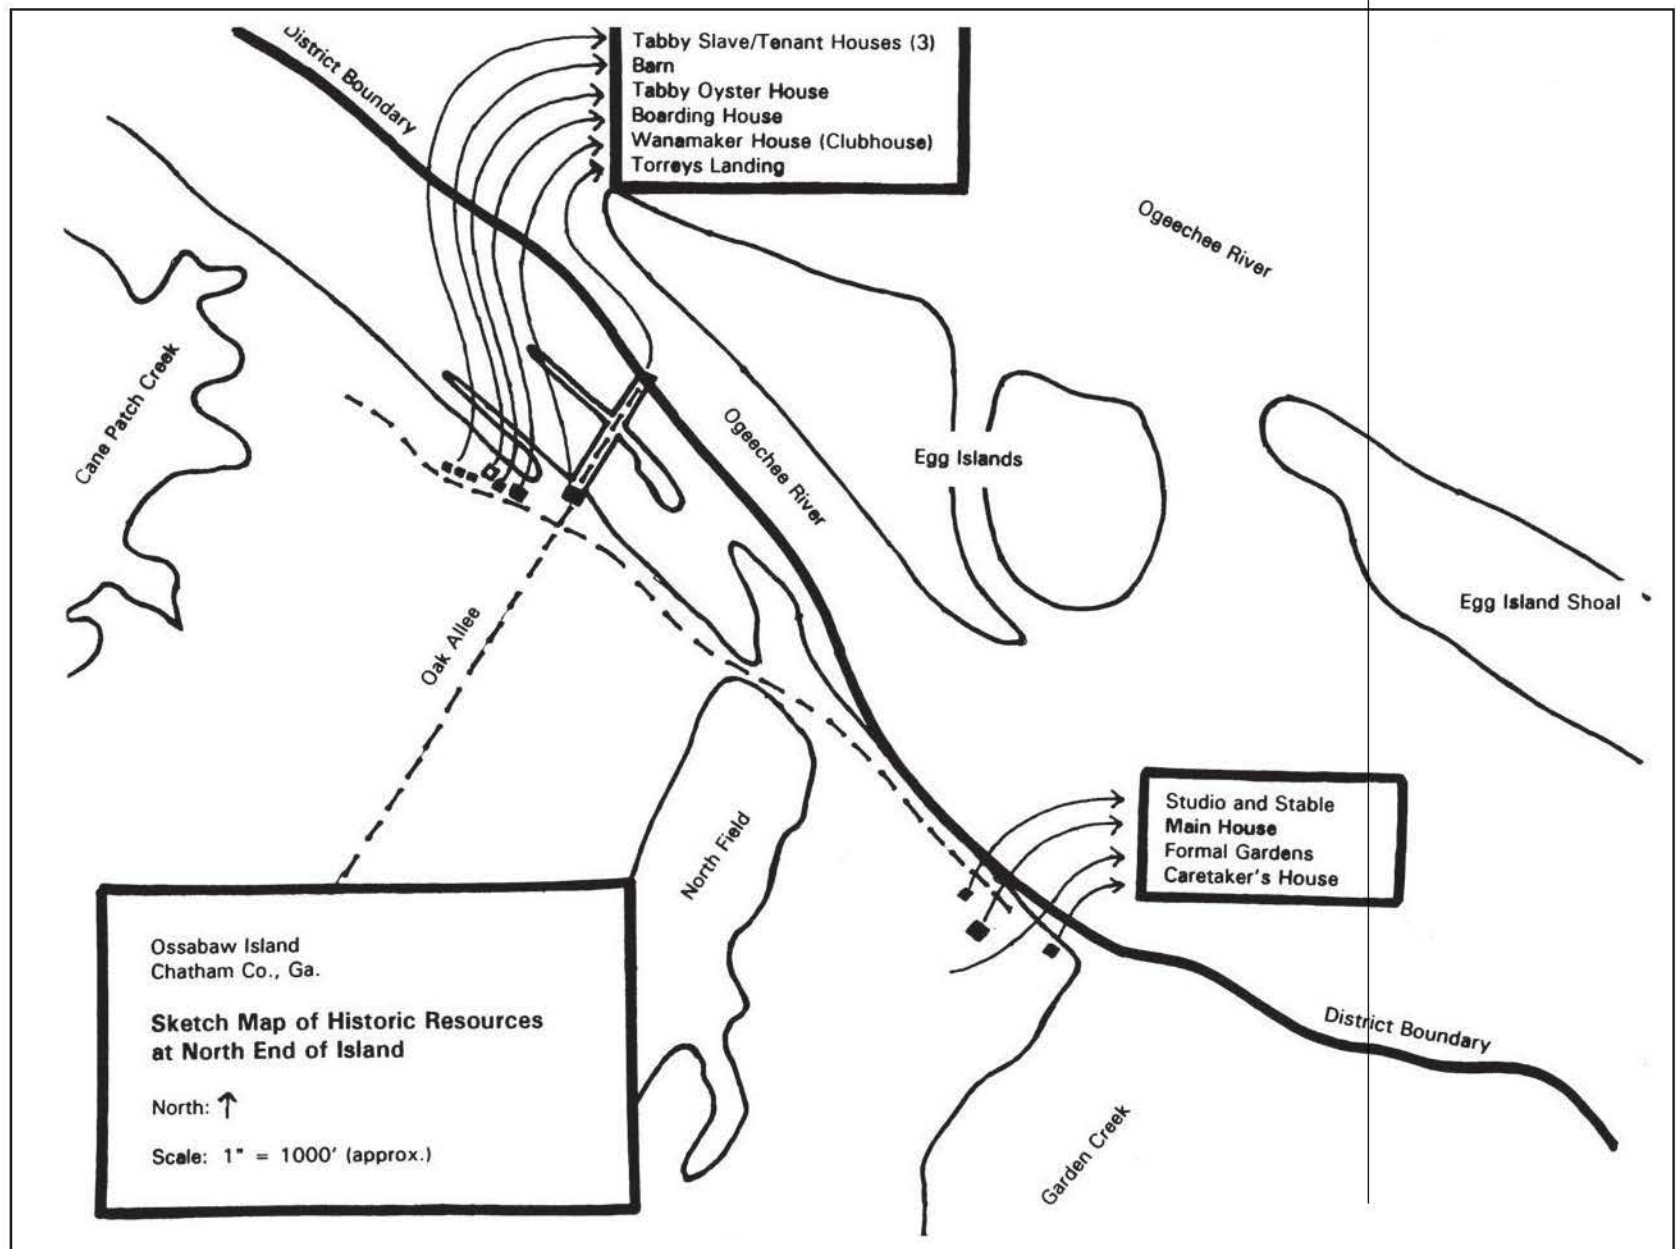 District Boundary
Tabby Slave/Tenant Houses (3)
Barn
Tabby Oyster House
Boarding House
Wanamaker House (Clubhouse)
Torreys Landing
Ogeechee River
Cane Patch Creek
Ogeechee River
Egg Islands
Egg Island Shoal
Oak Allee
North Field
Studio and Stable
Main House
Formal Gardens
Caretaker's House
Ossabaw Island
Chatham Co., Ga.
Sketch Map of Historic Resources
at North End of Island
North:
Scale: 1" = 1000' (approx.)
District Boundary
Garden Creek